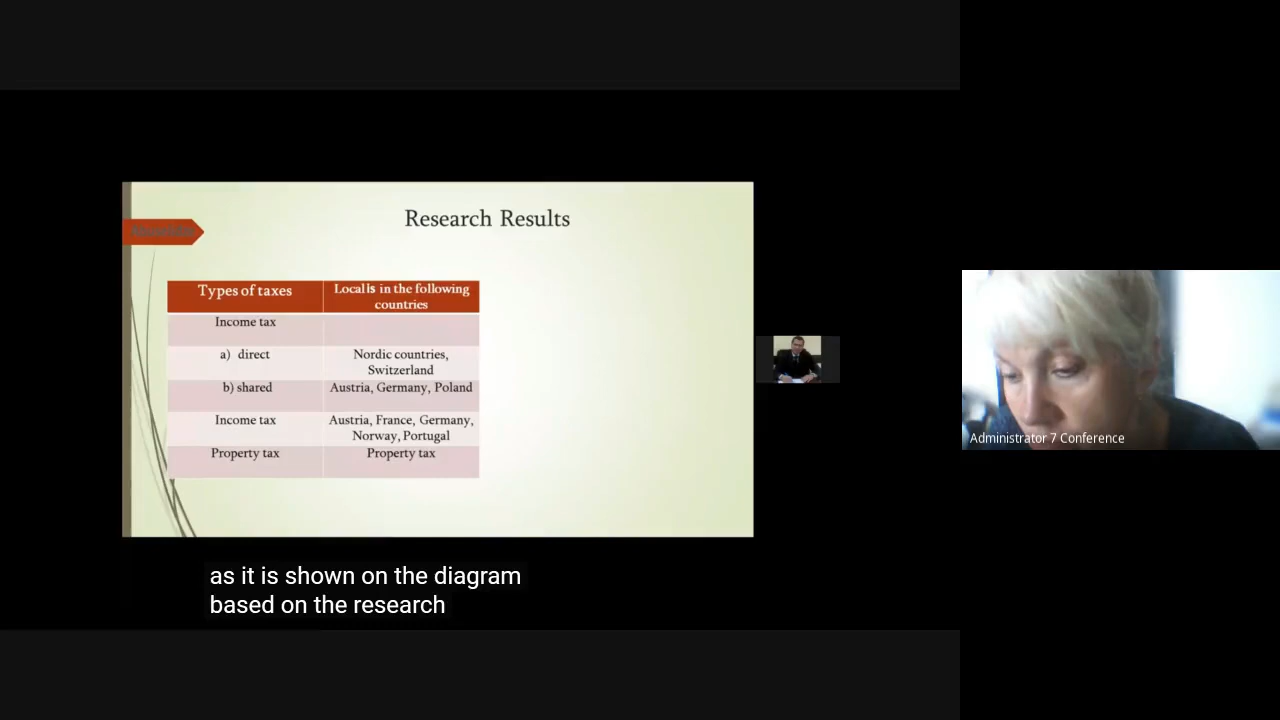 Research Results
Types of taxes
Localls in the following
countries
Income tax
a) direct
Nordic countries,
Switzerland
b) shared
Austria, Germany, Poland
Income tax
Austria, France, Germany,
Norway, Portugal
Property tax
Property tax
as it is shown on the diagram
based on the research
Administrator 7 Conference